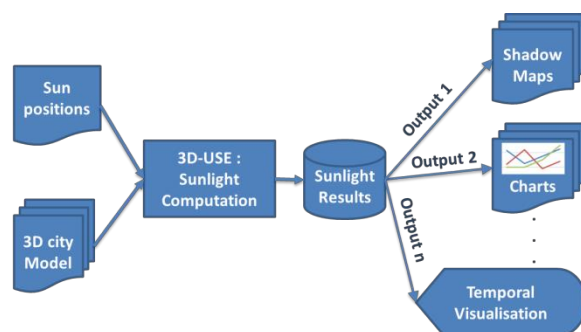 Sun
positions
3D city
Model
3D-USE :
Sunlight
Computation
Sunlight
Results
Output 1
Output 2
Output n
Shadow
Maps
Charts
Temporal
Visualisation